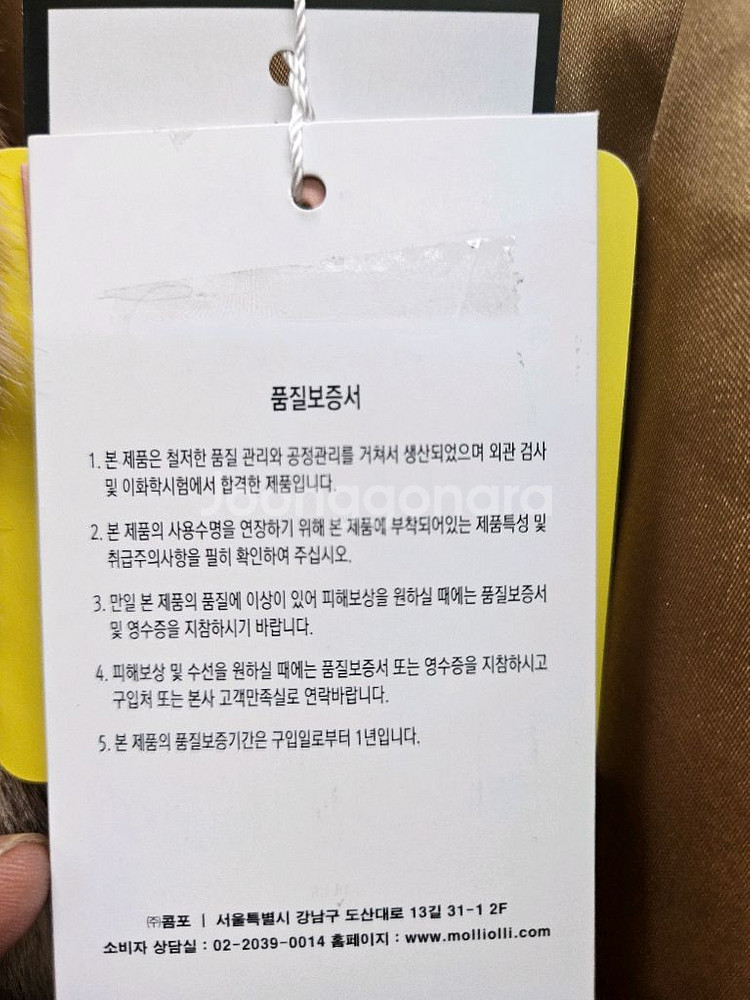 품질보증서
1. 본 제품은 철저한 품질 관리와 공정관리를 거쳐서 생산되었으며 외관 검사
및 이화학시험에서 합격한 제품입니다.
Joonggonara
2. 본 제품의 사용수명을 연장하기 위해 본 제품에 부착되어있는 제품특성 및
취급주의사항을 필히 확인하여 주십시오.
3. 만일 본 제품의 품질에 이상이 있어 피해보상을 원하실 때에는 품질보증서
및 영수증을 지참하시기 바랍니다.
4. 피해보상 및 수선을 원하실 때에는 품질보증서 또는 영수증을 지참하시고
구입처 또는 본사 고객만족실로 연락바랍니다.
5. 본 제품의 품질보증기간은 구입일로부터 1년입니다.
㈜콤포 | 서울특별시 강남구 도산대로 13길 31-1 2F
소비자 상담실 : 02-2039-0014 홈페이지 : www.molliolli.com